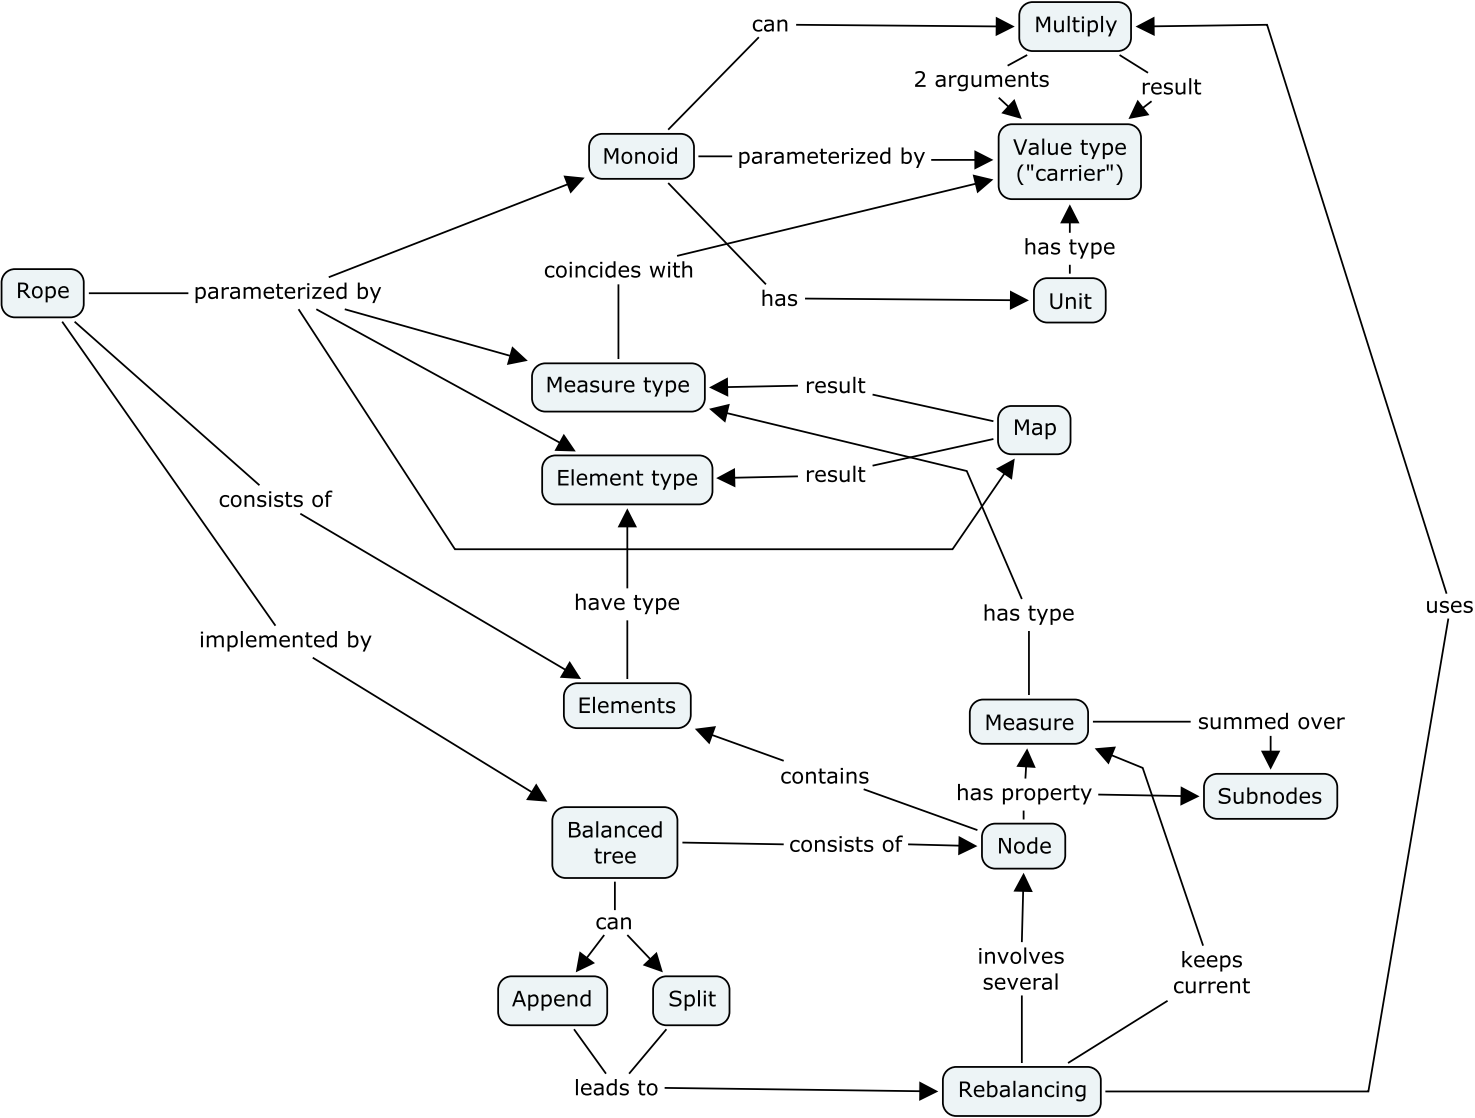 can
Multiply
2 arguments
result
Monoid
parameterized by
Value type
("carrier")
has type
coincides with
Rope
parameterized by
has
Unit
Measure type
result
Map
Element type
result
consists of
have type
has type
uses
implemented by
Elements
Measure
summed over
contains
has property
Subnodes
Balanced
tree
consists of
Node
can
involves
several
keeps
current
Append
Split
leads to
Rebalancing